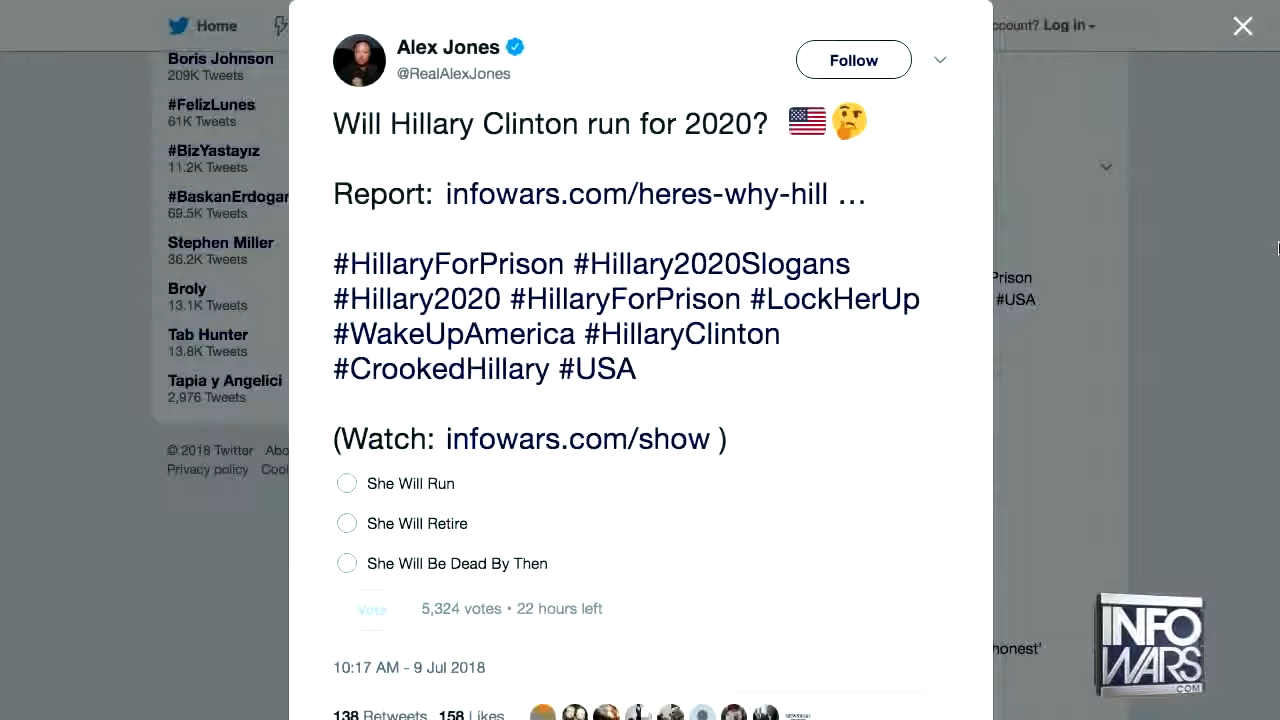 Home
Boris Johnson
209K Tweets
#FelizLunes
61K Tweets
#BizYastayız
11.2K Tweets
#BaskanErdogar
69.5K Tweets
Stephen Miller
36.2K Tweets
Broly
13.1K Tweets
Tab Hunter
13.8K Tweets
Tapia y Angelici
2,976 Tweets
© 2018 Twitter Abo
Privacy policy Cool
Alex Jones
@RealAlexJones
Follow
Will Hillary Clinton run for 2020?
Report: infowars.com/heres-why-hill ...
#HillaryForPrison #Hillary2020Slogans
#Hillary2020 #HillaryForPrison #LockHerUp
#WakeUpAmerica #HillaryClinton
#CrookedHillary #USA
(Watch: infowars.com/show )
She Will Run
She Will Retire
She Will Be Dead By Then
Vote 5,324 votes • 22 hours left
10:17 AM - 9 Jul 2018
138 Retweets 158 Likes
ccount? Log in
Prison
#USA
honest'
INFO
WARS
.COM